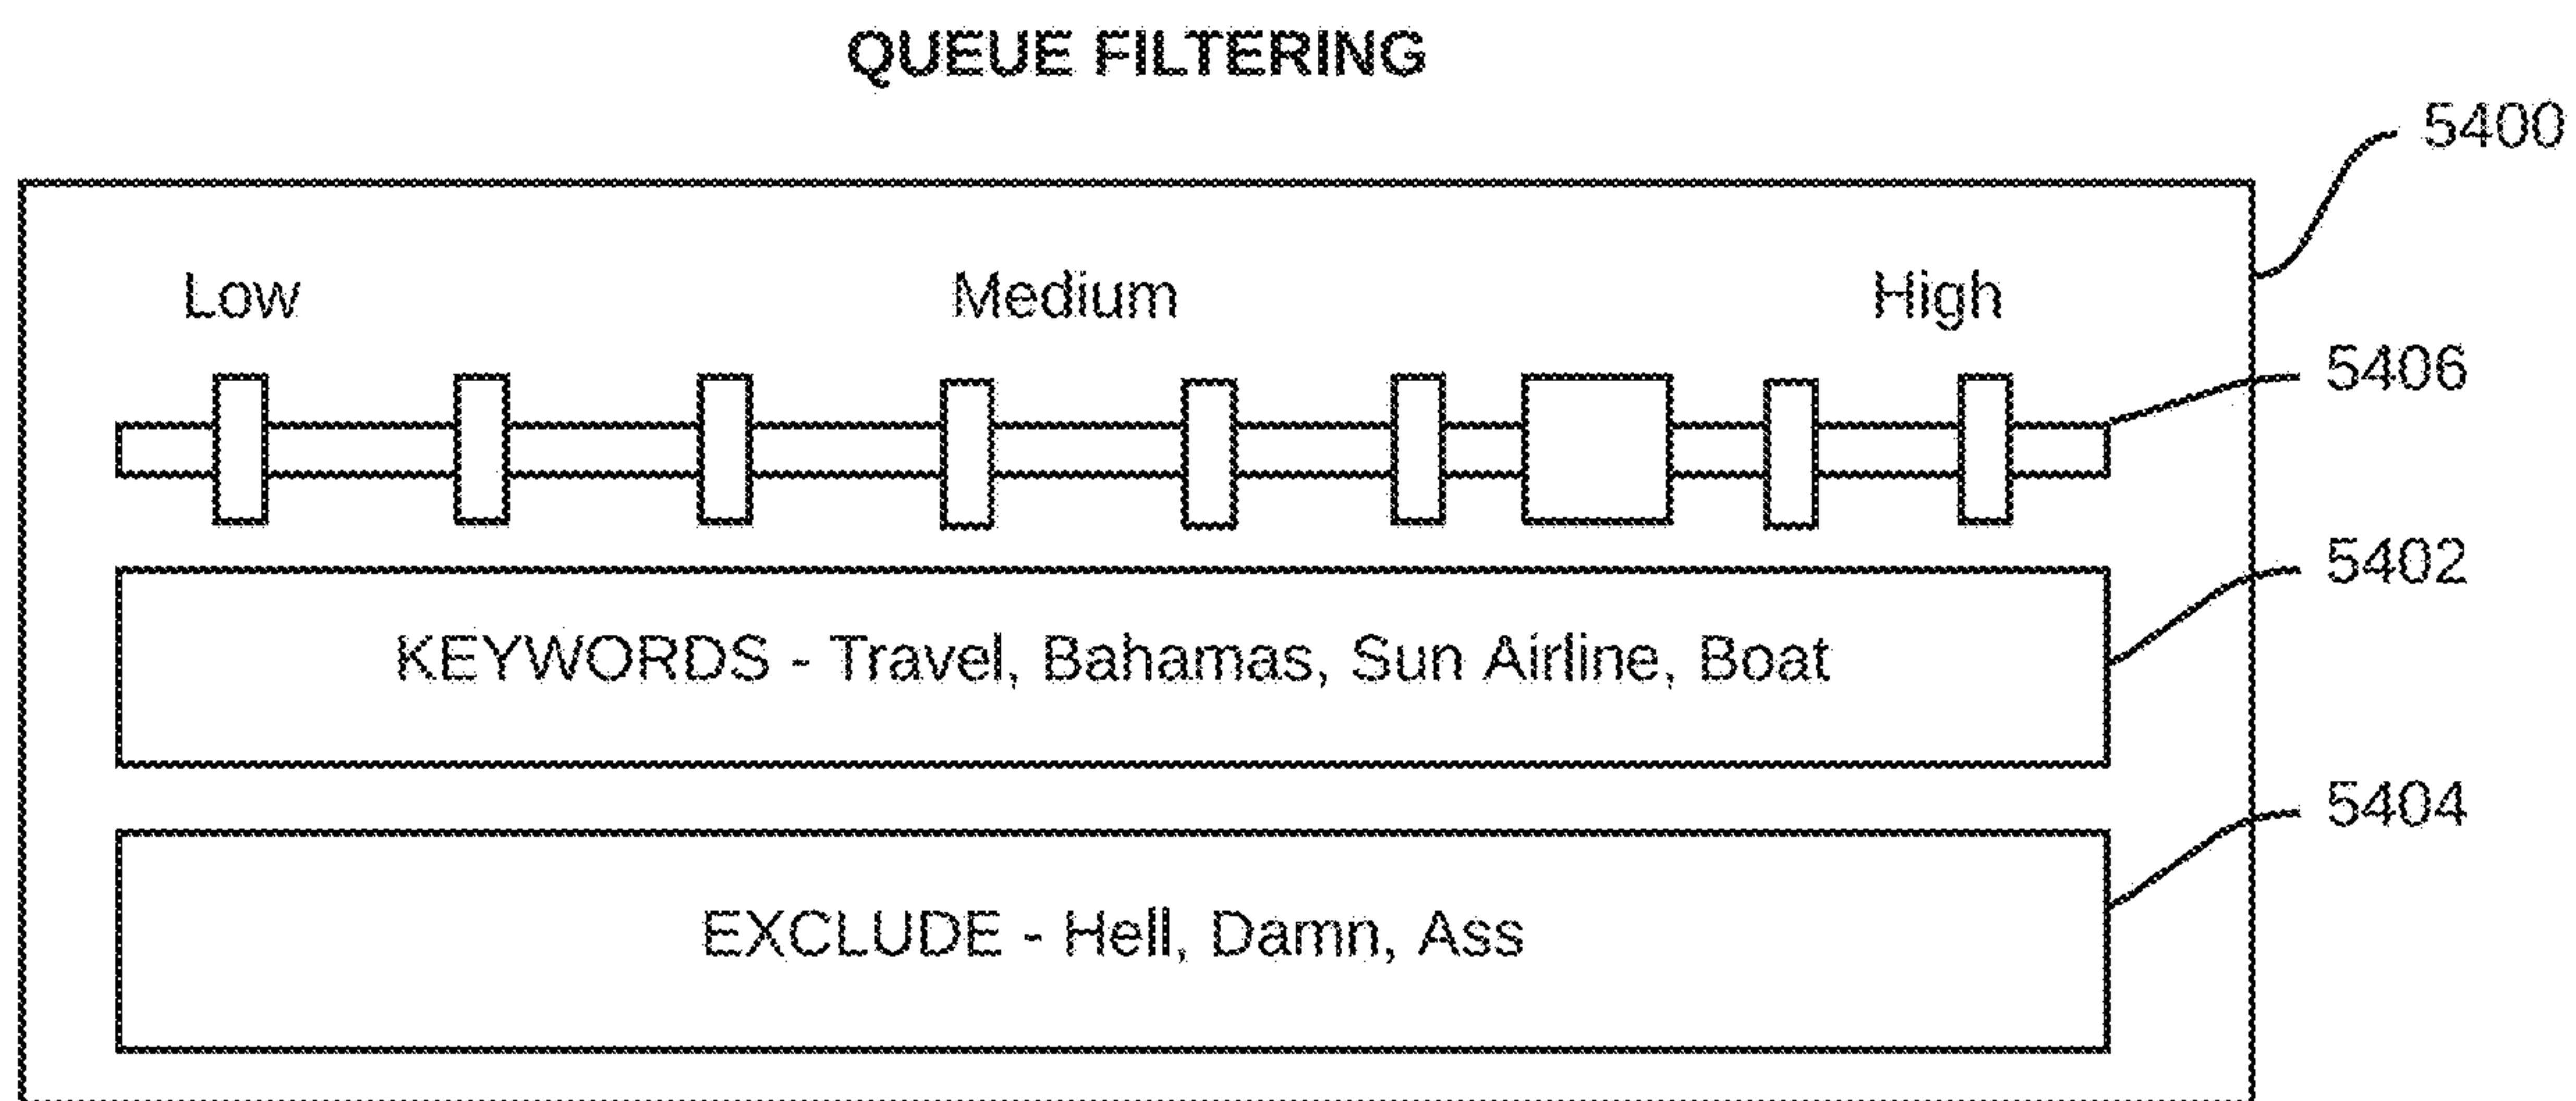 QUEUE FILTERING
5400
Low Medium High
5406
5402
KEYWORDS - Travel, Bahamas, Sun Airline, Boat
5404
EXCLUDE - Hell, Damn, Ass